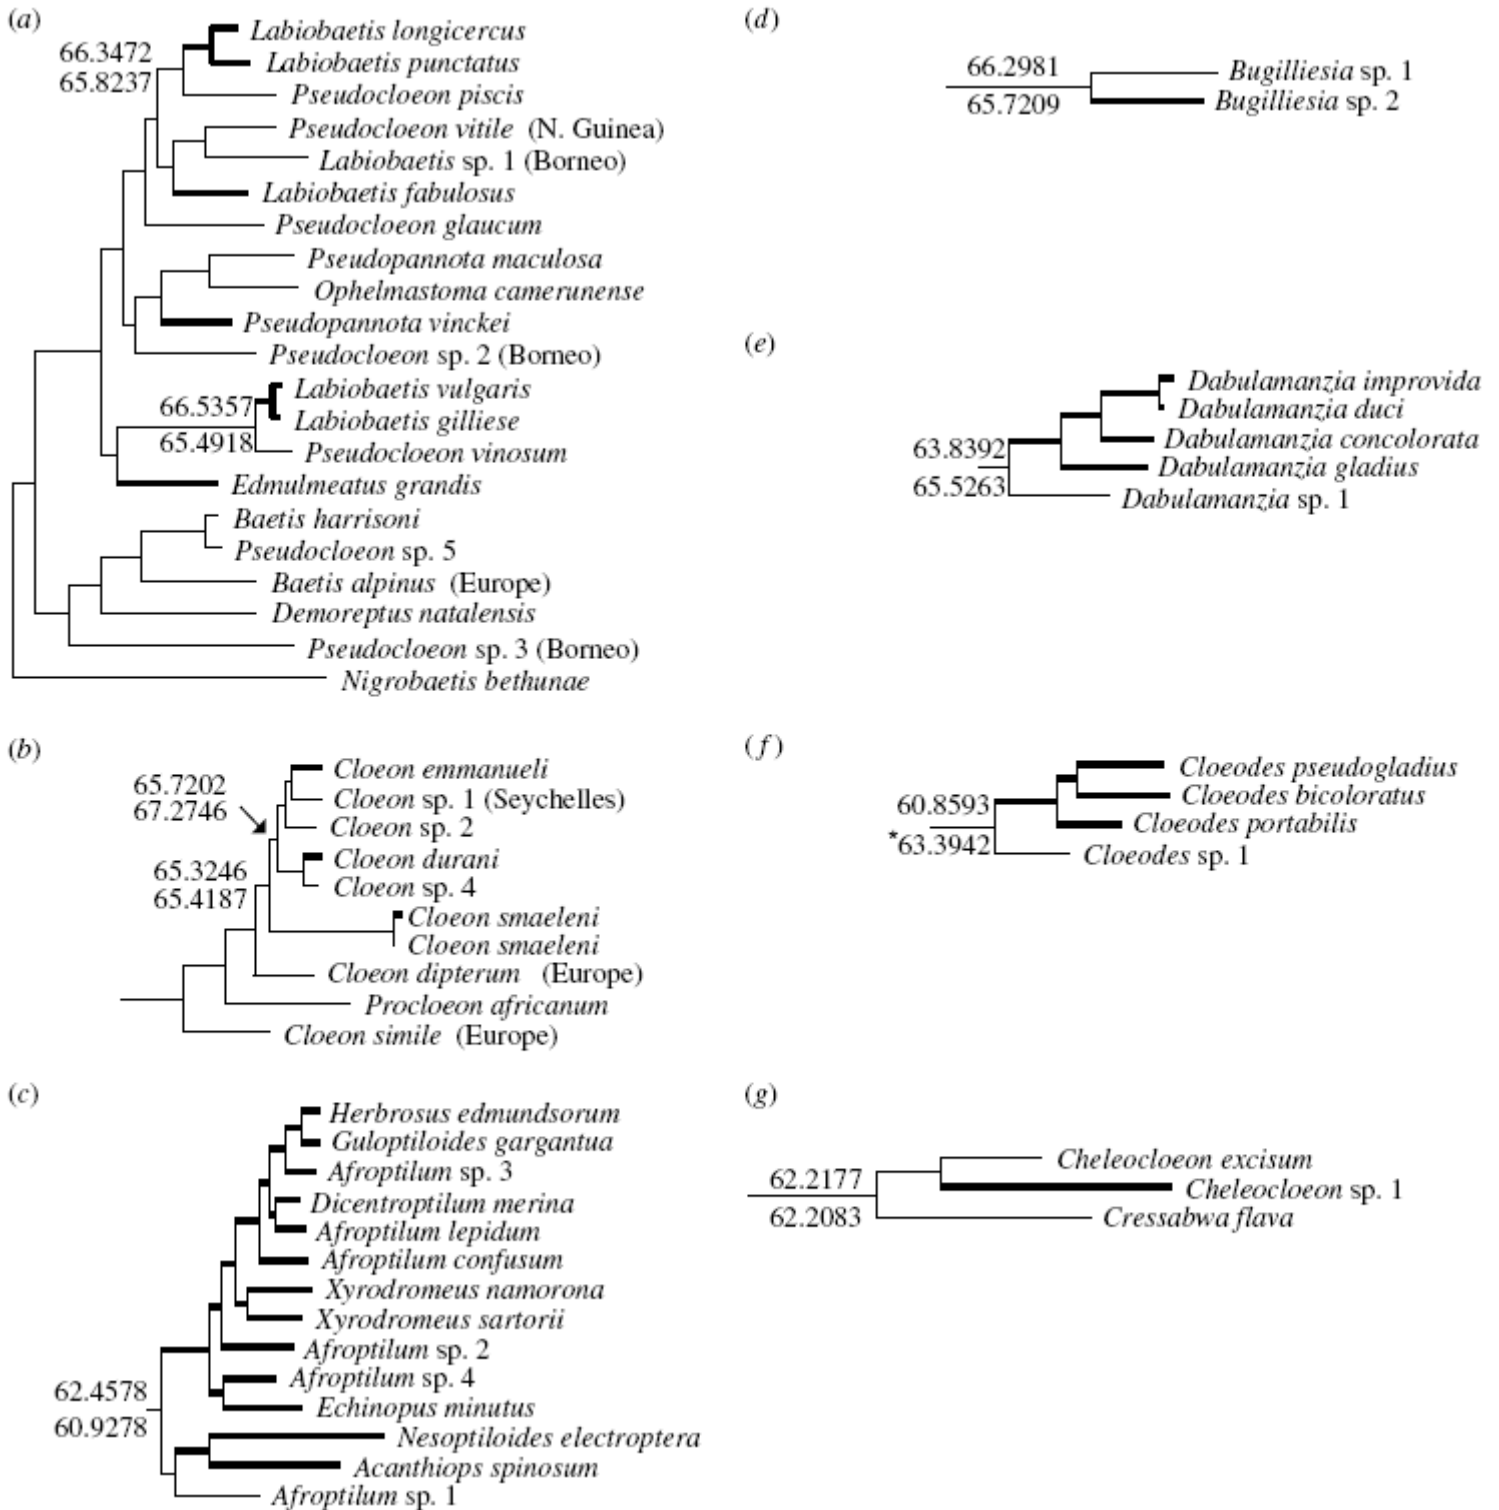 (a)
Labiobaetis longicercus
66.3472
Labiobaetis punctatus
65.8237
Pseudocloeon piscis
Pseudocloeon vitile (N. Guinea)
Labiobaetis sp. 1 (Borneo)
Labiobaetis fabulosus
Pseudocloeon glaucum
Pseudopannota maculosa
Ophelmastoma camerunense
Pseudopannota vinckei
Pseudocloeon sp. 2 (Borneo)
Labiobaetis vulgaris
66.5357
Labiobaetis gilliese
65.4918
Pseudocloeon vinosum
Edmulmeatus grandis
Baetis harrisoni
Pseudocloeon sp. 5
Baetis alpinus (Europe)
Demoreptus natalensis
Pseudocloeon sp. 3 (Borneo)
Nigrobaetis bethunae
(b)
Cloeon emmanueli
65.7202
Cloeon sp. 1 (Seychelles)
67.2746
Cloeon sp. 2
Cloeon durani
65.3246
Cloeon sp. 4
65.4187
Cloeon smaeleni
Cloeon smaeleni
Cloeon dipterum (Europe)
Procloeon africanum
Cloeon simile (Europe)
(c)
Herbrosus edmundsorum
Guloptiloides gargantua
Afroptilum sp. 3
Dicentroptilum merina
Afroptilum lepidum
Afroptilum confusum
Xyrodromeus namorona
Xyrodromeus sartorii
Afroptilum sp. 2
Afroptilum sp. 4
62.4578
Echinopus minutus
60.9278
Nesoptiloides electroptera
Acanthiops spinosum
Afroptilum sp. 1
(d)
66.2981
Bugilliesia sp. 1
65.7209
Bugilliesia sp. 2
(e)
Dabulamanzia improvida
Dabulamanzia duci
Dabulamanzia concolorata
63.8392
Dabulamanzia gladius
65.5263
Dabulamanzia sp. 1
(f)
Cloeodes pseudogladius
60.8593
Cloeodes bicoloratus
Cloeodes portabilis
*63.3942
Cloeodes sp. 1
(g)
Cheleocloeon excisum
62.2177
Cheleocloeon sp. 1
62.2083
Cressabwa flava